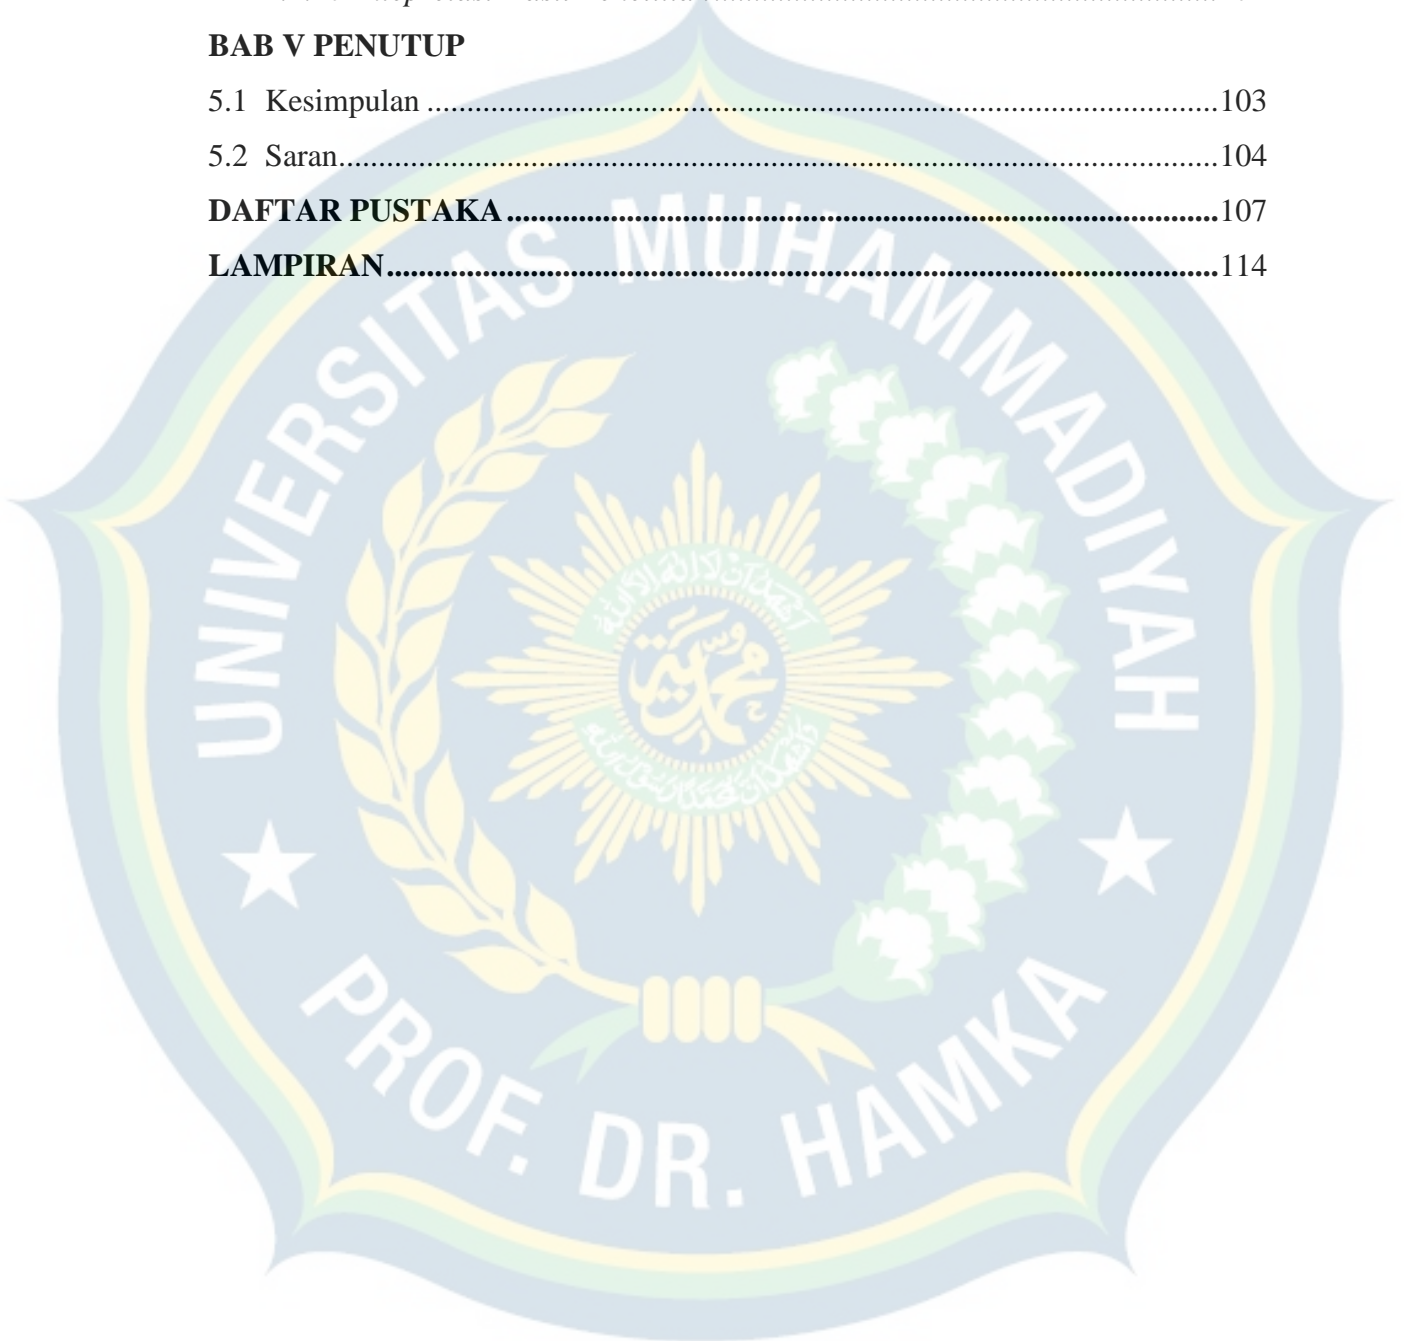 BAB V PENUTUP
5.1 Kesimpulan ....................................................................................................103
5.2 Saran...............................................................................................................104
DAFTAR PUSTAKA ..........................................................................................107
LAMPIRAN.........................................................................................................114
UNIVERSITAS MUHAMMADIYAH
محمدية
PROF. DR. HAMKA